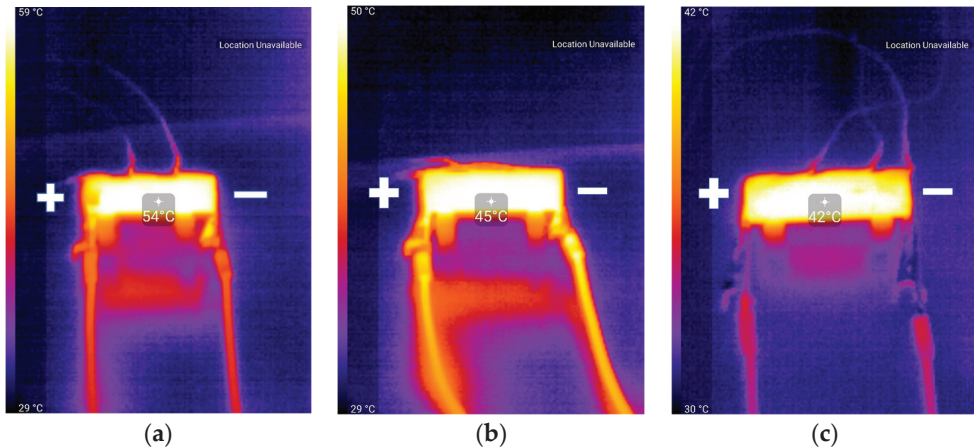 59 °C
Location Unavailable
+
−
54°C
29 °C
(a)
50 °C
Location Unavailable
+
−
45°C
29 °C
(b)
42 °C
Location Unavailable
+
−
42°C
30 °C
(c)